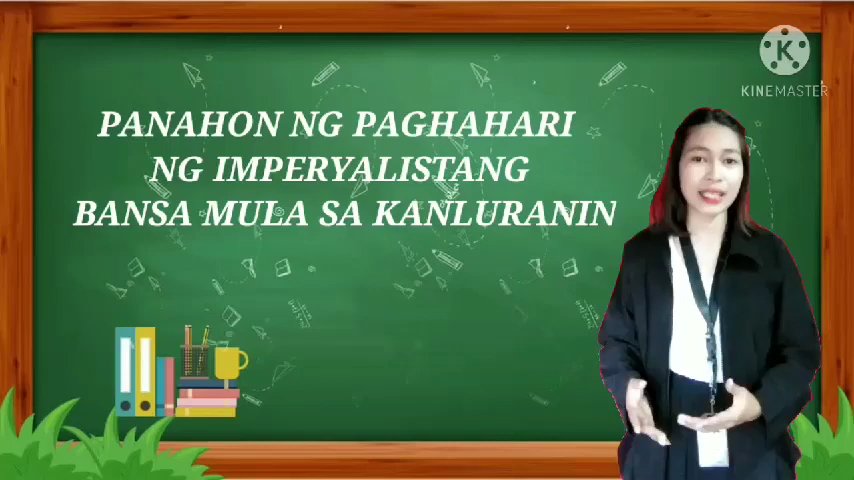 PANAHON NG PAGHAHARI
NG IMPERYALISTANG
BANSA MULA SA KANLURANIN
K
KINEMASTER